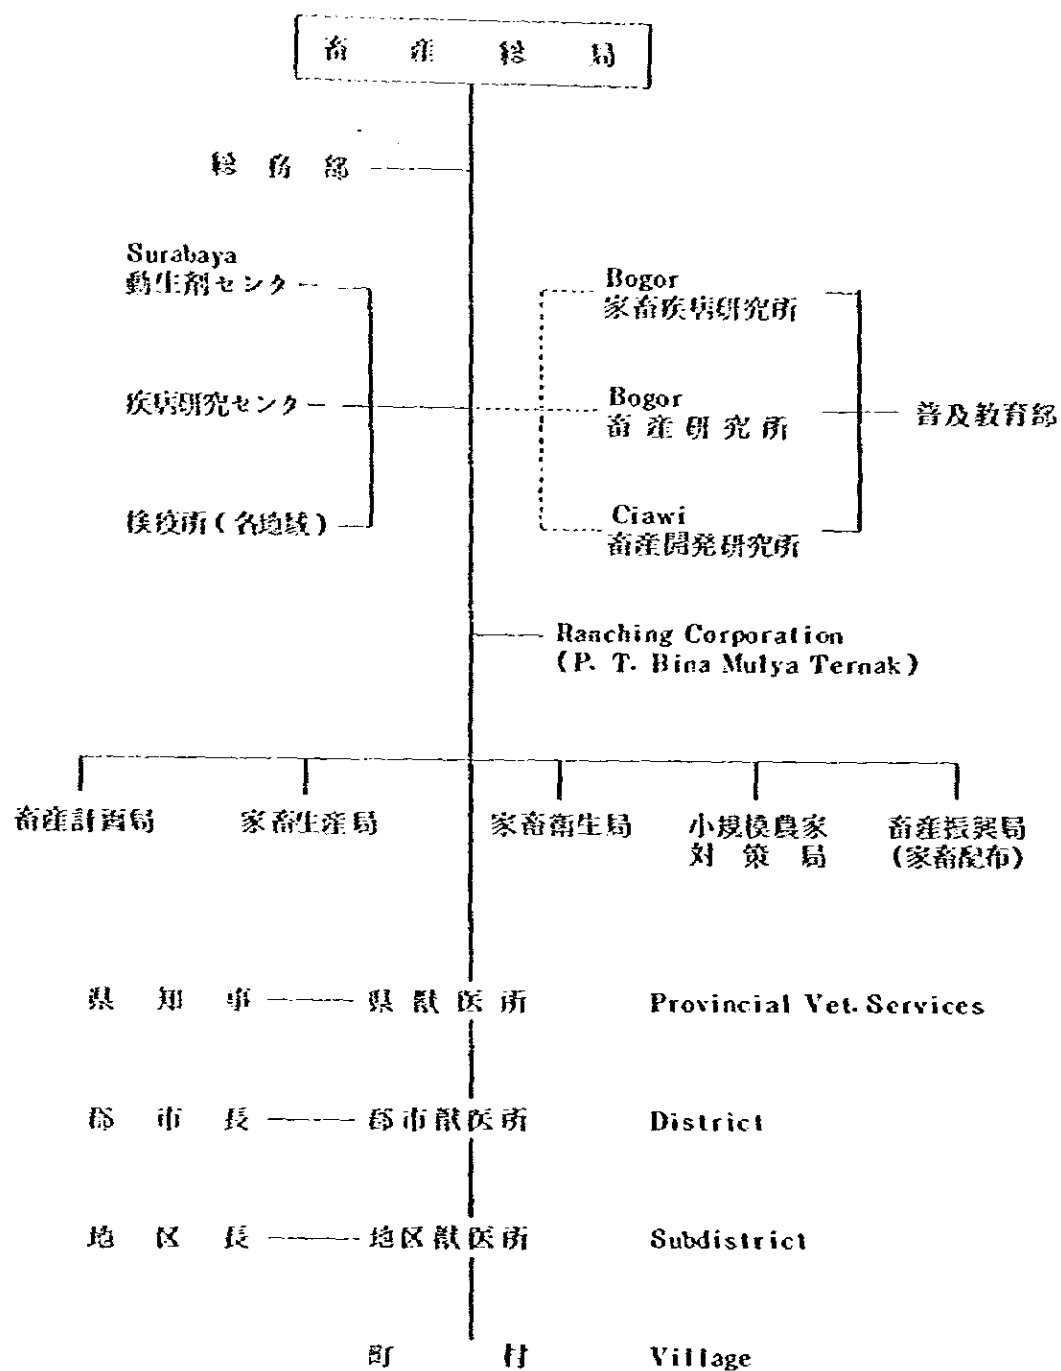 畜産総局
総務部
Surabaya
動生剤センター
Bogor
家畜疾病研究所
疾病研究センター
Bogor
畜産研究所
普及教育部
検疫所(各地域)
Ciawi
畜産開発研究所
Ranching Corporation
(P. T. Bina Mulya Ternak)
畜産計画局
家畜生産局
家畜衛生局
小規模農家
対策局
畜産振興局
(家畜配布)
県知事
県獣医所
Provincial Vet. Services
郡市長
郡市獣医所
District
地区長
地区獣医所
Subdistrict
町村
Village